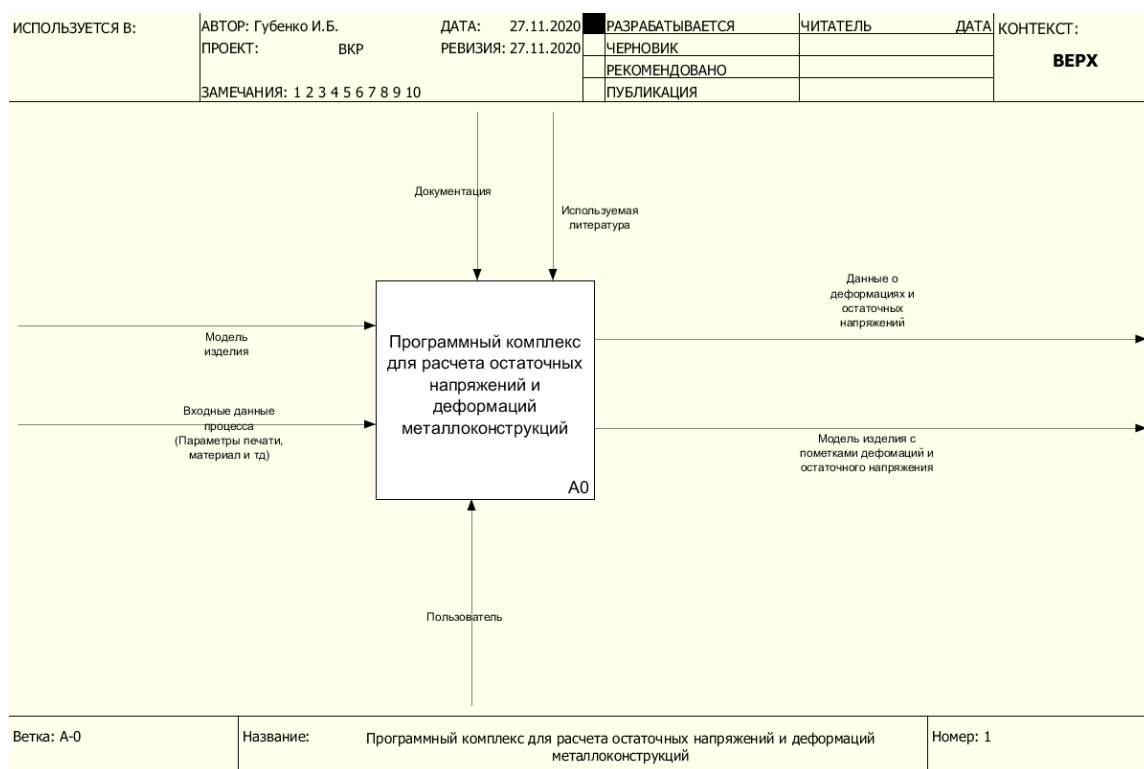 ИСПОЛЬЗУЕТСЯ В:
АВТОР: Губенко И.Б.
ДАТА: 27.11.2020
РАЗРАБАТЫВАЕТСЯ
ЧИТАТЕЛЬ
ДАТА
КОНТЕКСТ:
ПРОЕКТ: ВКР
РЕВИЗИЯ: 27.11.2020
ЧЕРНОВИК
ВЕРХ
РЕКОМЕНДОВАНО
ЗАМЕЧАНИЯ: 1 2 3 4 5 6 7 8 9 10
ПУБЛИКАЦИЯ
Документация
Используемая
литература
Модель
изделия
Входные данные
процесса
(Параметры печати,
материал и тд)
Программный комплекс
для расчета остаточных
напряжений и
деформаций
металлоконструкций
A0
Данные о
деформациях и
остаточных
напряжений
Модель изделия с
пометками дефомаций и
остаточного напряжения
Пользователь
Ветка: A-0
Название:
Программный комплекс для расчета остаточных напряжений и деформаций
металлоконструкций
Номер: 1